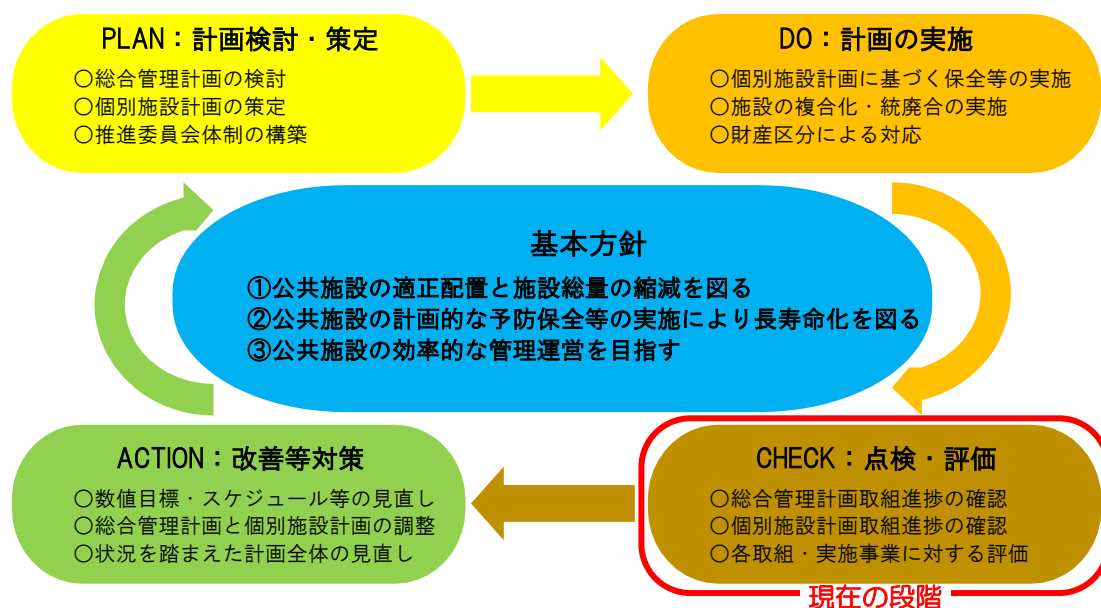 PLAN：計画検討・策定
○総合管理計画の検討
○個別施設計画の策定
○推進委員会体制の構築
DO：計画の実施
○個別施設計画に基づく保全等の実施
○施設の複合化・統廃合の実施
○財産区分による対応
基本方針
①公共施設の適正配置と施設総量の縮減を図る
②公共施設の計画的な予防保全等の実施により長寿命化を図る
③公共施設の効率的な管理運営を目指す
ACTION：改善等対策
○数値目標・スケジュール等の見直し
○総合管理計画と個別施設計画の調整
○状況を踏まえた計画全体の見直し
CHECK：点検・評価
○総合管理計画取組進捗の確認
○個別施設計画取組進捗の確認
○各取組・実施事業に対する評価
現在の段階